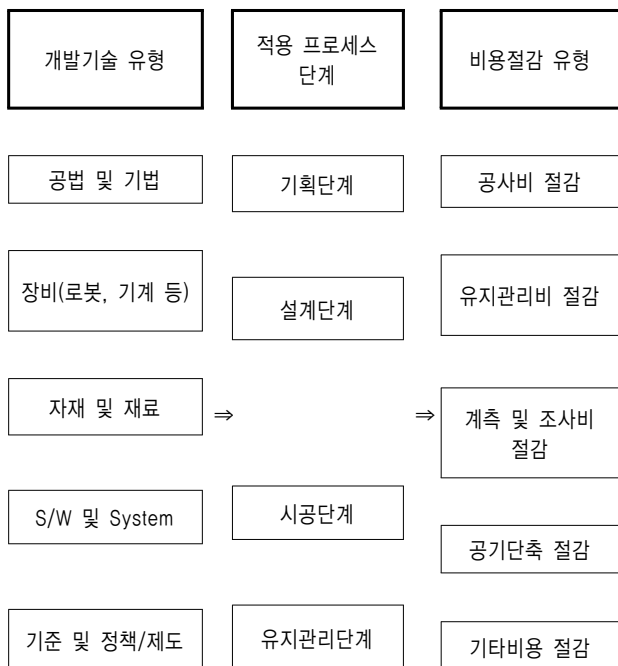 개발기술 유형
적용 프로세스
단계
비용절감 유형
공법 및 기법
기획단계
공사비 절감
장비(로봇, 기계 등)
설계단계
유지관리비 절감
자재 및 재료
⇒
⇒
계측 및 조사비
절감
S/W 및 System
시공단계
공기단축 절감
기준 및 정책/제도
유지관리단계
기타비용 절감